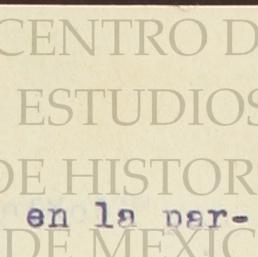 CENTRO D
ESTUDIOS
DE HISTOR
en la par-
DE MEXIC